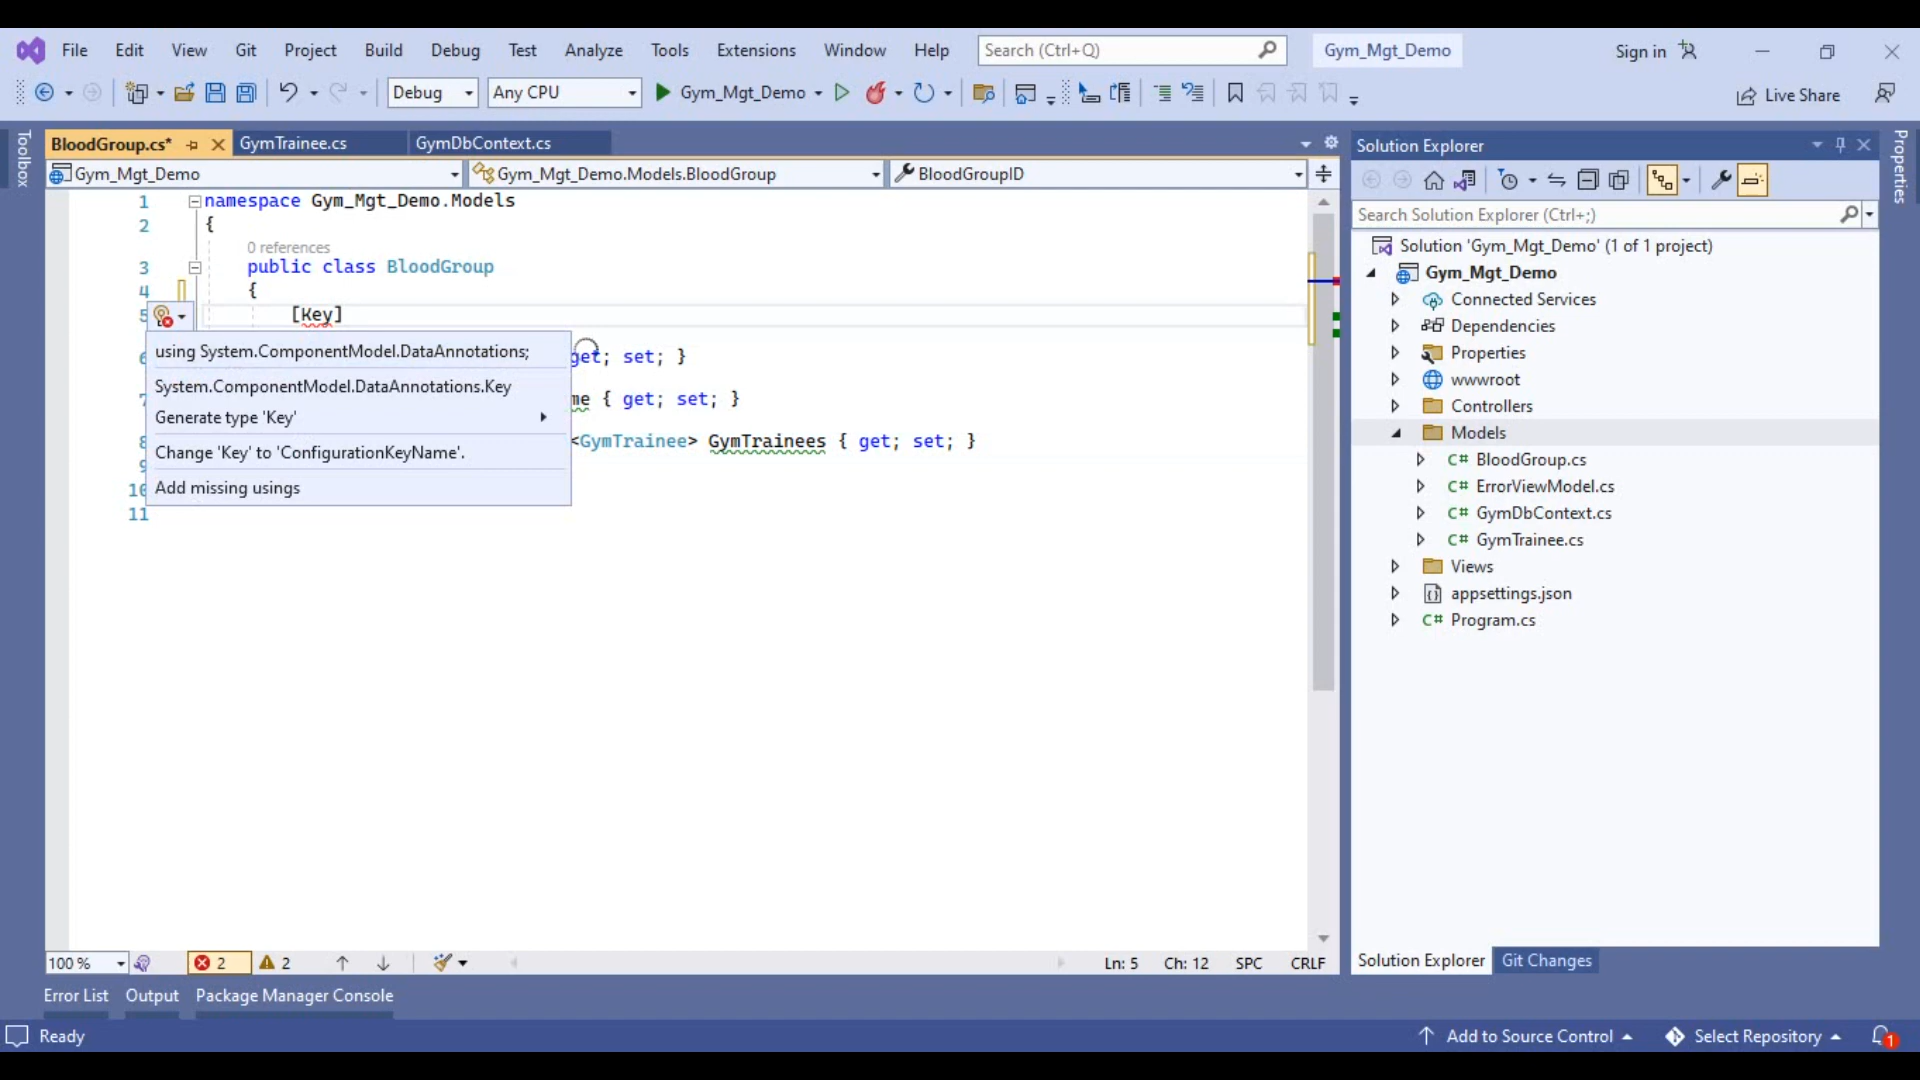 File Edit View Git Project Build Debug Test Analyze Tools Extensions Window Help Search (Ctrl+Q) Gym_Mgt_Demo Sign in
Debug Any CPU Gym_Mgt_Demo Live Share
Toolbox
BloodGroup.cs* GymTrainee.cs GymDbContext.cs
Gym_Mgt_Demo Gym_Mgt_Demo.Models.BloodGroup BloodGroupID
1 namespace Gym_Mgt_Demo.Models
2 {
0 references
3 public class BloodGroup
4 {
5 [Key]
using System.ComponentModel.DataAnnotations;
System.ComponentModel.DataAnnotations.Key
Generate type 'Key'
Change 'Key' to 'ConfigurationKeyName'.
Add missing usings
6 get; set; }
7 me { get; set; }
8 <GymTrainee> GymTrainees { get; set; }
9
10
11
100 % 2 2 Ln: 5 Ch: 12 SPC CRLF
Error List Output Package Manager Console
Ready Add to Source Control Select Repository 1
Solution Explorer
Search Solution Explorer (Ctrl+;)
Solution 'Gym_Mgt_Demo' (1 of 1 project)
Gym_Mgt_Demo
Connected Services
Dependencies
Properties
wwwroot
Controllers
Models
C# BloodGroup.cs
C# ErrorViewModel.cs
C# GymDbContext.cs
C# GymTrainee.cs
Views
appsettings.json
C# Program.cs
Solution Explorer Git Changes
Properties